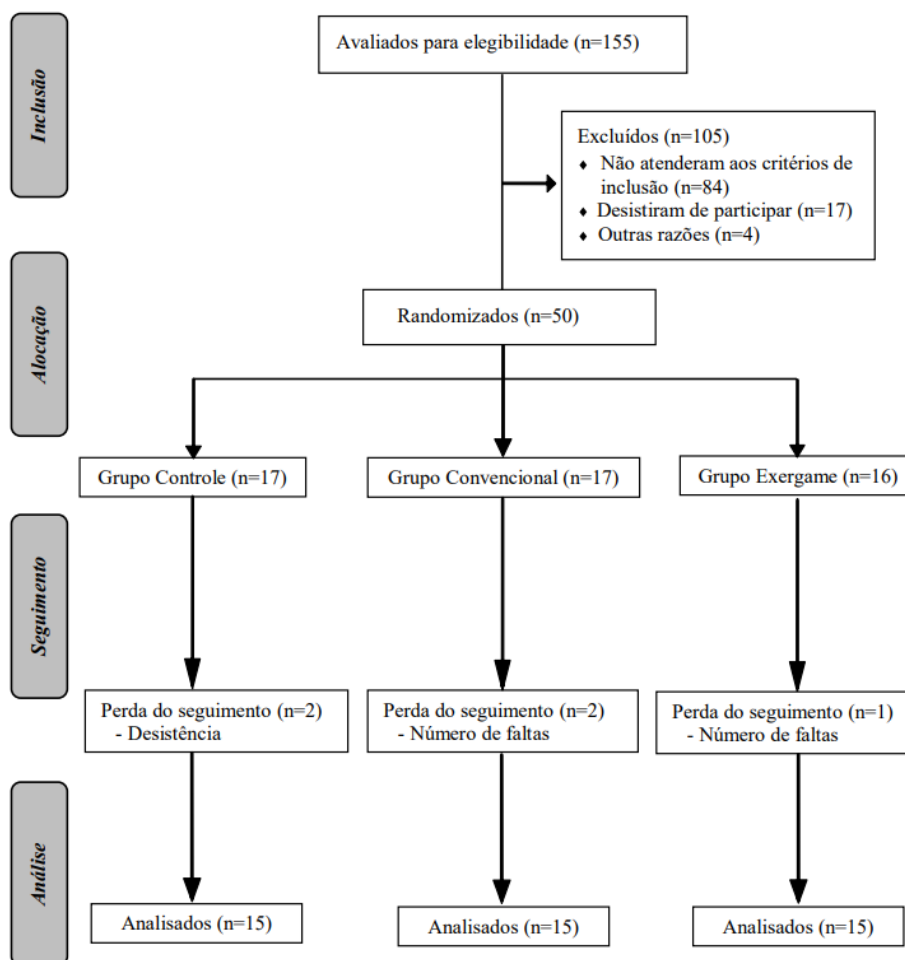 Inclusão
Avaliados para elegibilidade (n=155)
Excluídos (n=105)
♦ Não atenderam aos critérios de
inclusão (n=84)
♦ Desistiram de participar (n=17)
♦ Outras razões (n=4)
Alocação
Randomizados (n=50)
Grupo Controle (n=17)
Grupo Convencional (n=17)
Grupo Exergame (n=16)
Seguimento
Perda do seguimento (n=2)
- Desistência
Perda do seguimento (n=2)
- Número de faltas
Perda do seguimento (n=1)
- Número de faltas
Análise
Analisados (n=15)
Analisados (n=15)
Analisados (n=15)